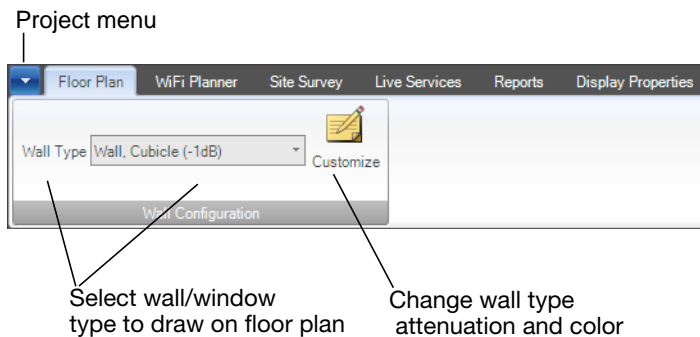 Project menu
Floor Plan WiFi Planner Site Survey Live Services Reports Display Properties
Wall Type Wall, Cubicle (-1dB)
Customize
Wall Configuration
Select wall/window
type to draw on floor plan
Change wall type
attenuation and color